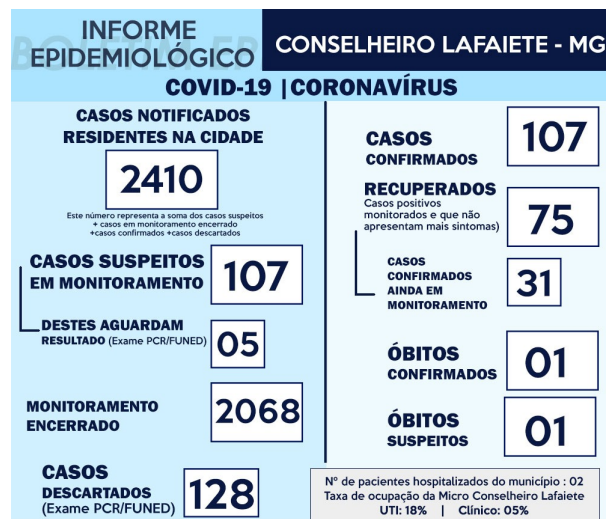 INFORME
EPIDEMIOLÓGICO
CONSELHEIRO LAFAIETE - MG
COVID-19 | CORONAVÍRUS
CASOS NOTIFICADOS
RESIDENTES NA CIDADE
2410
Este número representa a soma dos casos suspeitos
+ casos em monitoramento encerrado
+casos confirmados +casos descartados
CASOS SUSPEITOS
EM MONITORAMENTO
107
DESTES AGUARDAM
RESULTADO (Exame PCR/FUNED)
05
MONITORAMENTO
ENCERRADO
2068
CASOS
DESCARTADOS
(Exame PCR/FUNED)
128
CASOS
CONFIRMADOS
107
RECUPERADOS
Casos positivos
monitorados e que não
apresentam mais sintomas)
75
CASOS
CONFIRMADOS
AINDA EM
MONITORAMENTO
31
ÓBITOS
CONFIRMADOS
01
ÓBITOS
SUSPEITOS
01
Nº de pacientes hospitalizados do município : 02
Taxa de ocupação da Micro Conselheiro Lafaiete
UTI: 18% | Clínico: 05%